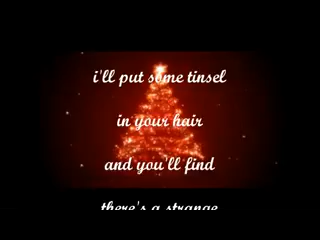 i'll put some tinsel
in your hair
and you'll find
there's a strange